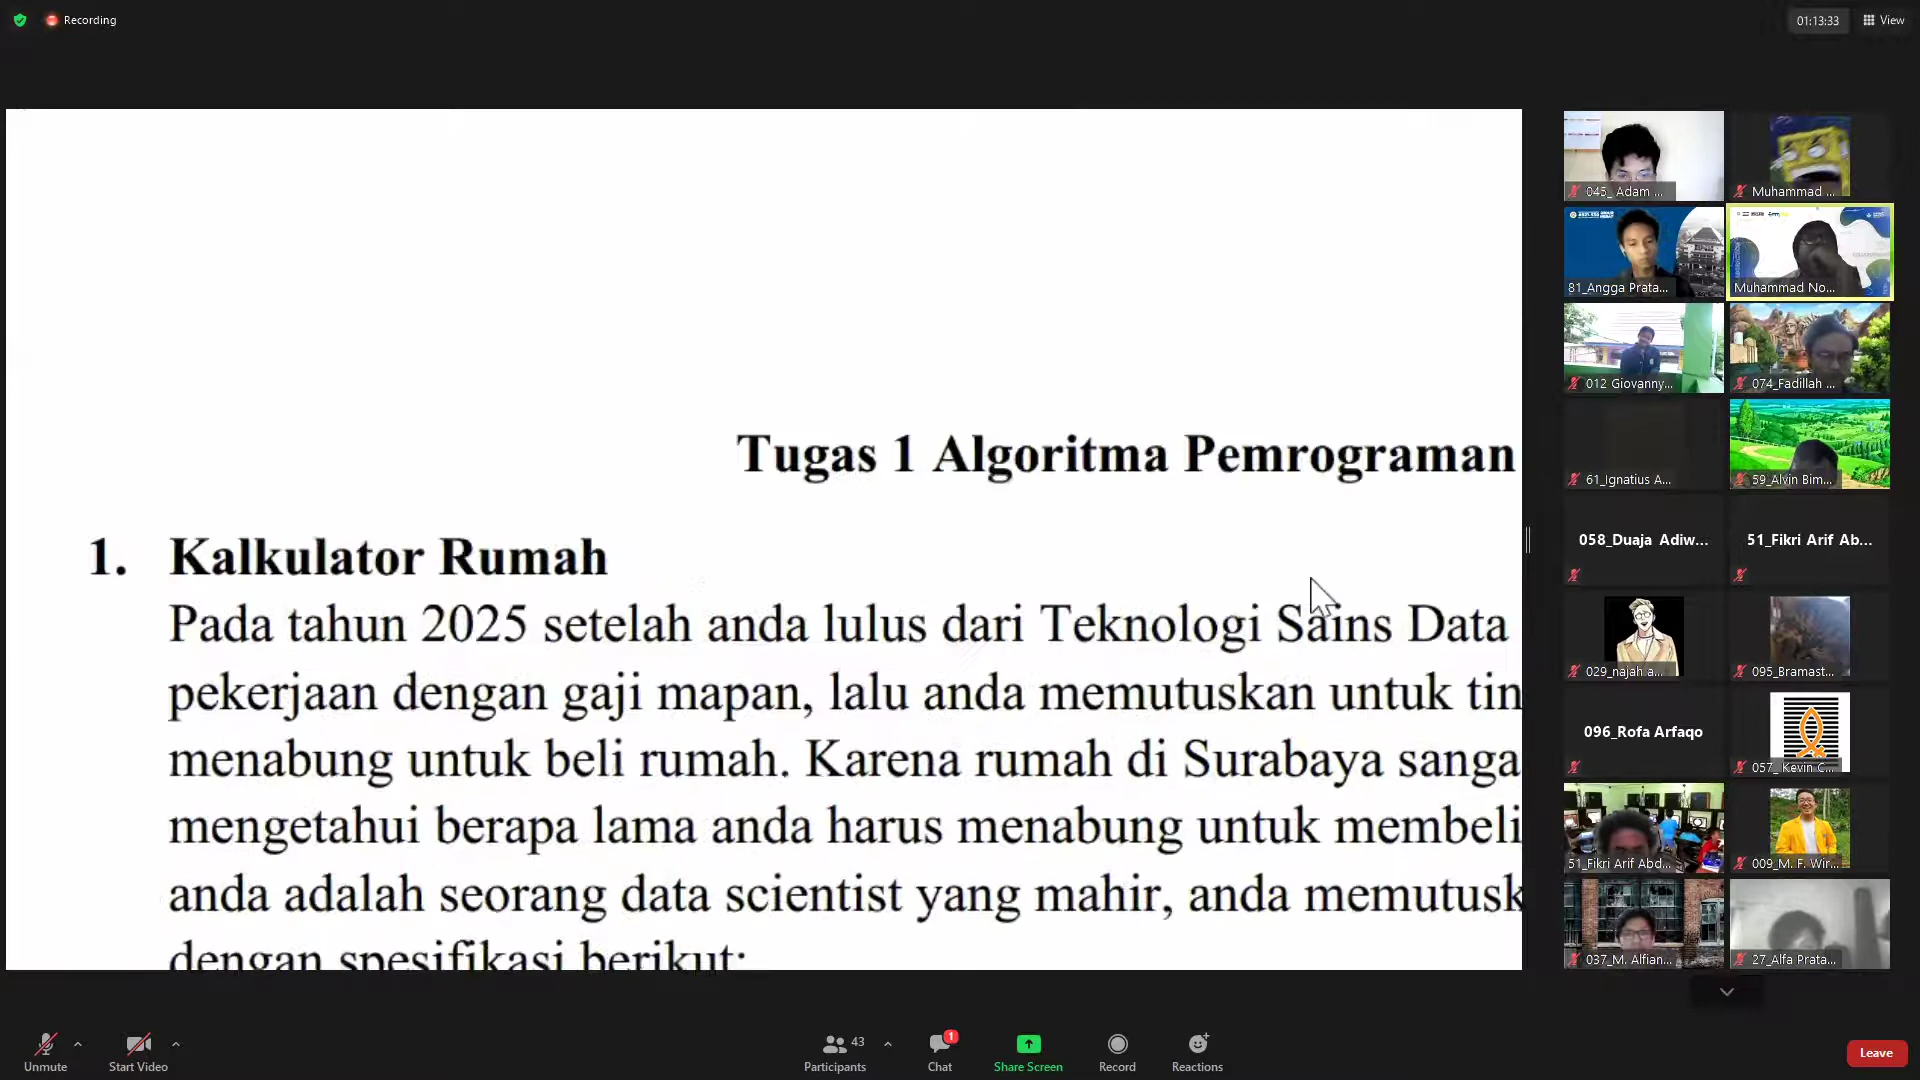 Recording
01:13:33
View
Tugas 1 Algoritma Pemrograman
1. Kalkulator Rumah
Pada tahun 2025 setelah anda lulus dari Teknologi Sains Data
pekerjaan dengan gaji mapan, lalu anda memutuskan untuk tin
menabung untuk beli rumah. Karena rumah di Surabaya sanga
mengetahui berapa lama anda harus menabung untuk membeli
anda adalah seorang data scientist yang mahir, anda memutusk
dengan spesifikasi berikut:
045_ Adam ...
Muhammad ...
81_Angga Prata...
Muhammad No...
012 Giovanny...
074_Fadillah ...
61_Ignatius A...
59_Alvin Bim...
058_Duaja Adiw...
51_Fikri Arif Ab...
029_najah a...
095_Bramast...
096_Rofa Arfaqo
057_ Kevin C...
51_Fikri Arif Abd...
009_M. F. Wir...
037_M. Alfian...
27_Alfa Prata...
Unmute
Start Video
Participants
43
Chat
1
Share Screen
Record
Reactions
Leave